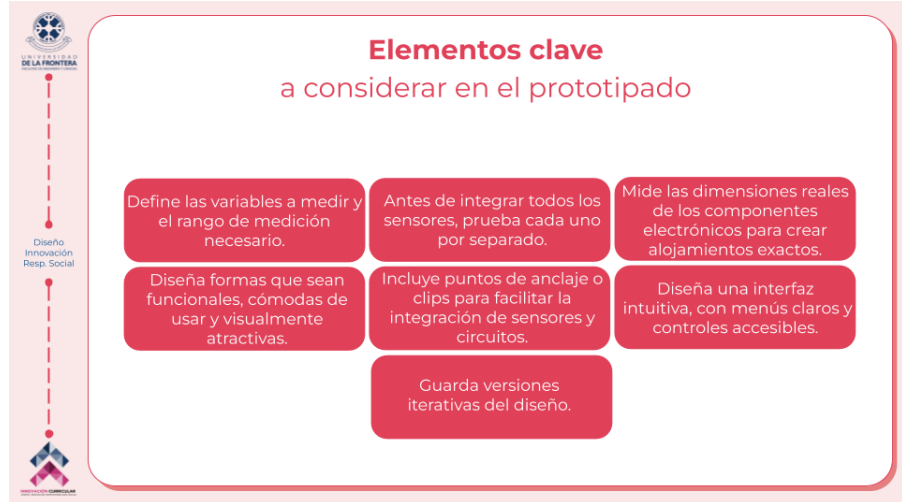 UNIVERSIDAD
DE LA FRONTERA
Diseño
Innovación
Resp. Social
INNOVACIÓN CURRICULAR
Elementos clave
a considerar en el prototipado
Define las variables a medir y
el rango de medición
necesario.
Antes de integrar todos los
sensores, prueba cada uno
por separado.
Mide las dimensiones reales
de los componentes
electrónicos para crear
alojamientos exactos.
Diseña formas que sean
funcionales, cómodas de
usar y visualmente
atractivas.
Incluye puntos de anclaje o
clips para facilitar la
integración de sensores y
circuitos.
Diseña una interfaz
intuitiva, con menús claros y
controles accesibles.
Guarda versiones
iterativas del diseño.